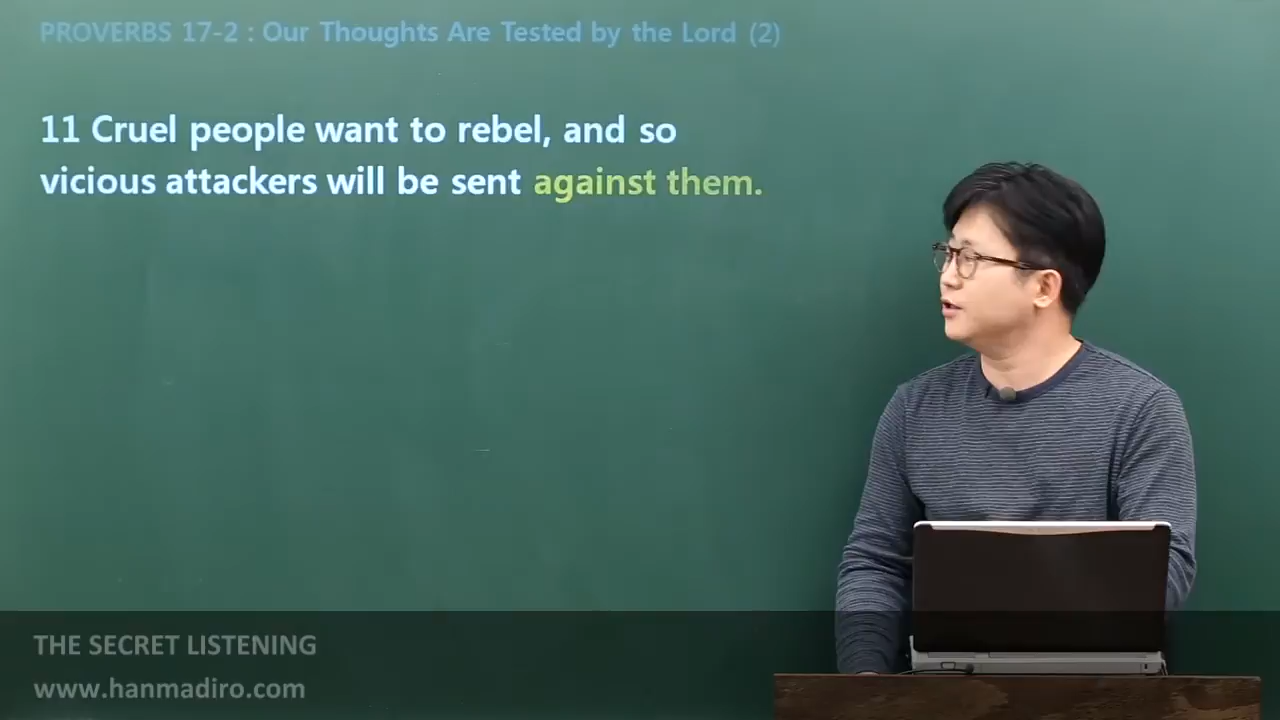 PROVERBS 17-2 : Our Thoughts Are Tested by the Lord (2)
11 Cruel people want to rebel, and so
vicious attackers will be sent against them.
THE SECRET LISTENING
www.hanmadiro.com